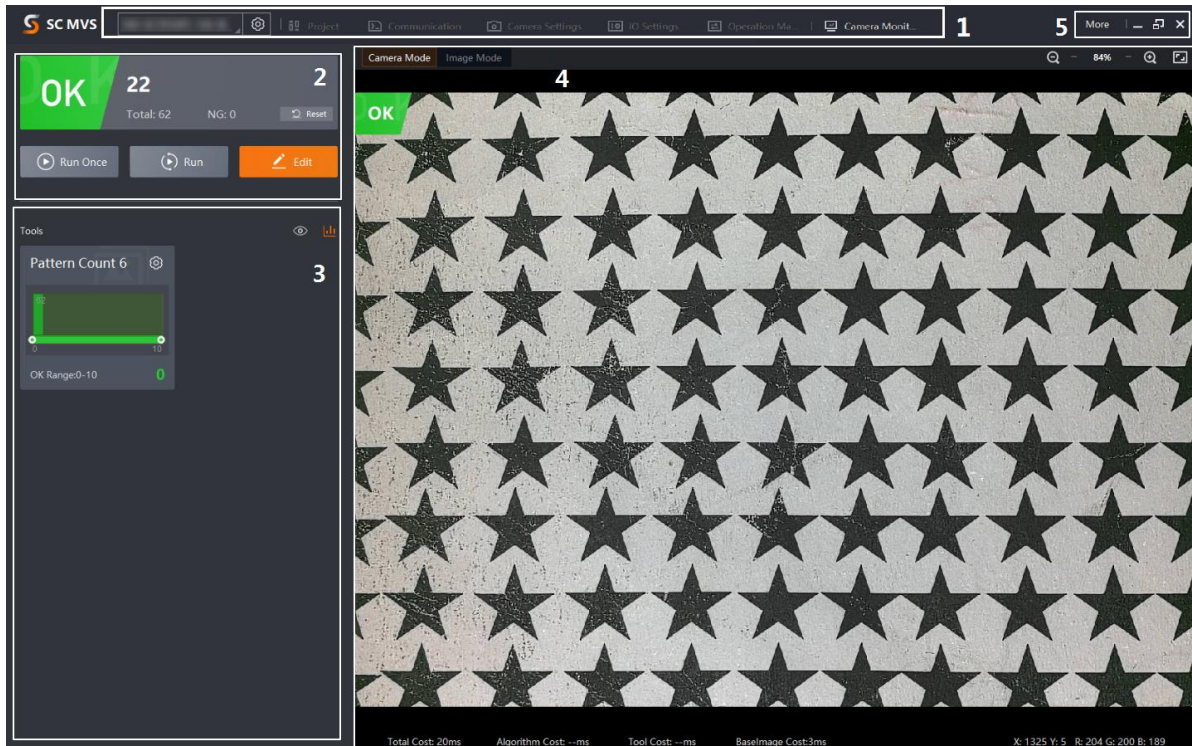 SC MVS
Project
Communication
Camera Settings
IO Settings
Operation Ma...
Camera Monit...
1
5
More
OK
22
2
Total: 62
NG: 0
Reset
Run Once
Run
Edit
Camera Mode
Image Mode
4
84%
OK
Tools
3
Pattern Count 6
62
0
10
OK Range:0-10
0
Total Cost: 20ms
Algorithm Cost: --ms
Tool Cost: --ms
BaseImage Cost:3ms
X: 1325 Y: 5 R: 204 G: 200 B: 189